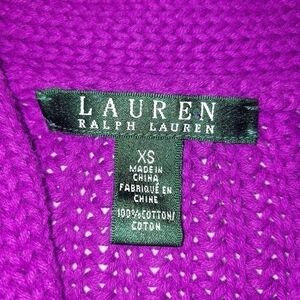 LAUREN
RALPH LAUREN
XS
MADE IN
CHINA
FABRIQUÉ EN
CHINE
100% COTTON/
COTON